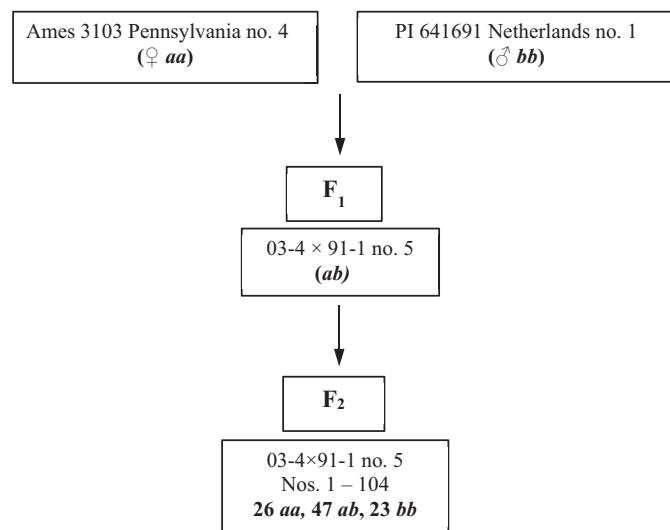 Ames 3103 Pennsylvania no. 4
(♀ aa)
PI 641691 Netherlands no. 1
(♂ bb)
F₁
03-4 × 91-1 no. 5
(ab)
F₂
03-4×91-1 no. 5
Nos. 1 – 104
26 aa, 47 ab, 23 bb